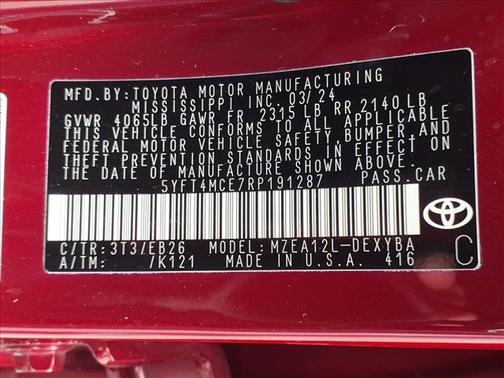 MFD.BY:TOYOTA MOTOR MANUFACTURING
MISSISSIPPI INC. 03/24
GVWR 4065LB GAWR FR 2315LB RR 2140LB
THIS VEHICLE CONFORMS TO ALL APPLICABLE
FEDERAL MOTOR VEHICLE SAFETY, BUMPER, AND
THEFT PREVENTION STANDARDS IN EFFECT ON
THE DATE OF MANUFACTURE SHOWN ABOVE.
5YFT4MCE7RP191287 PASS.CAR
C/TR:3T3/EB26 MODEL:MZEA12L-DEXYBA
A/TM: /K121 MADE IN U.S.A. 416
C